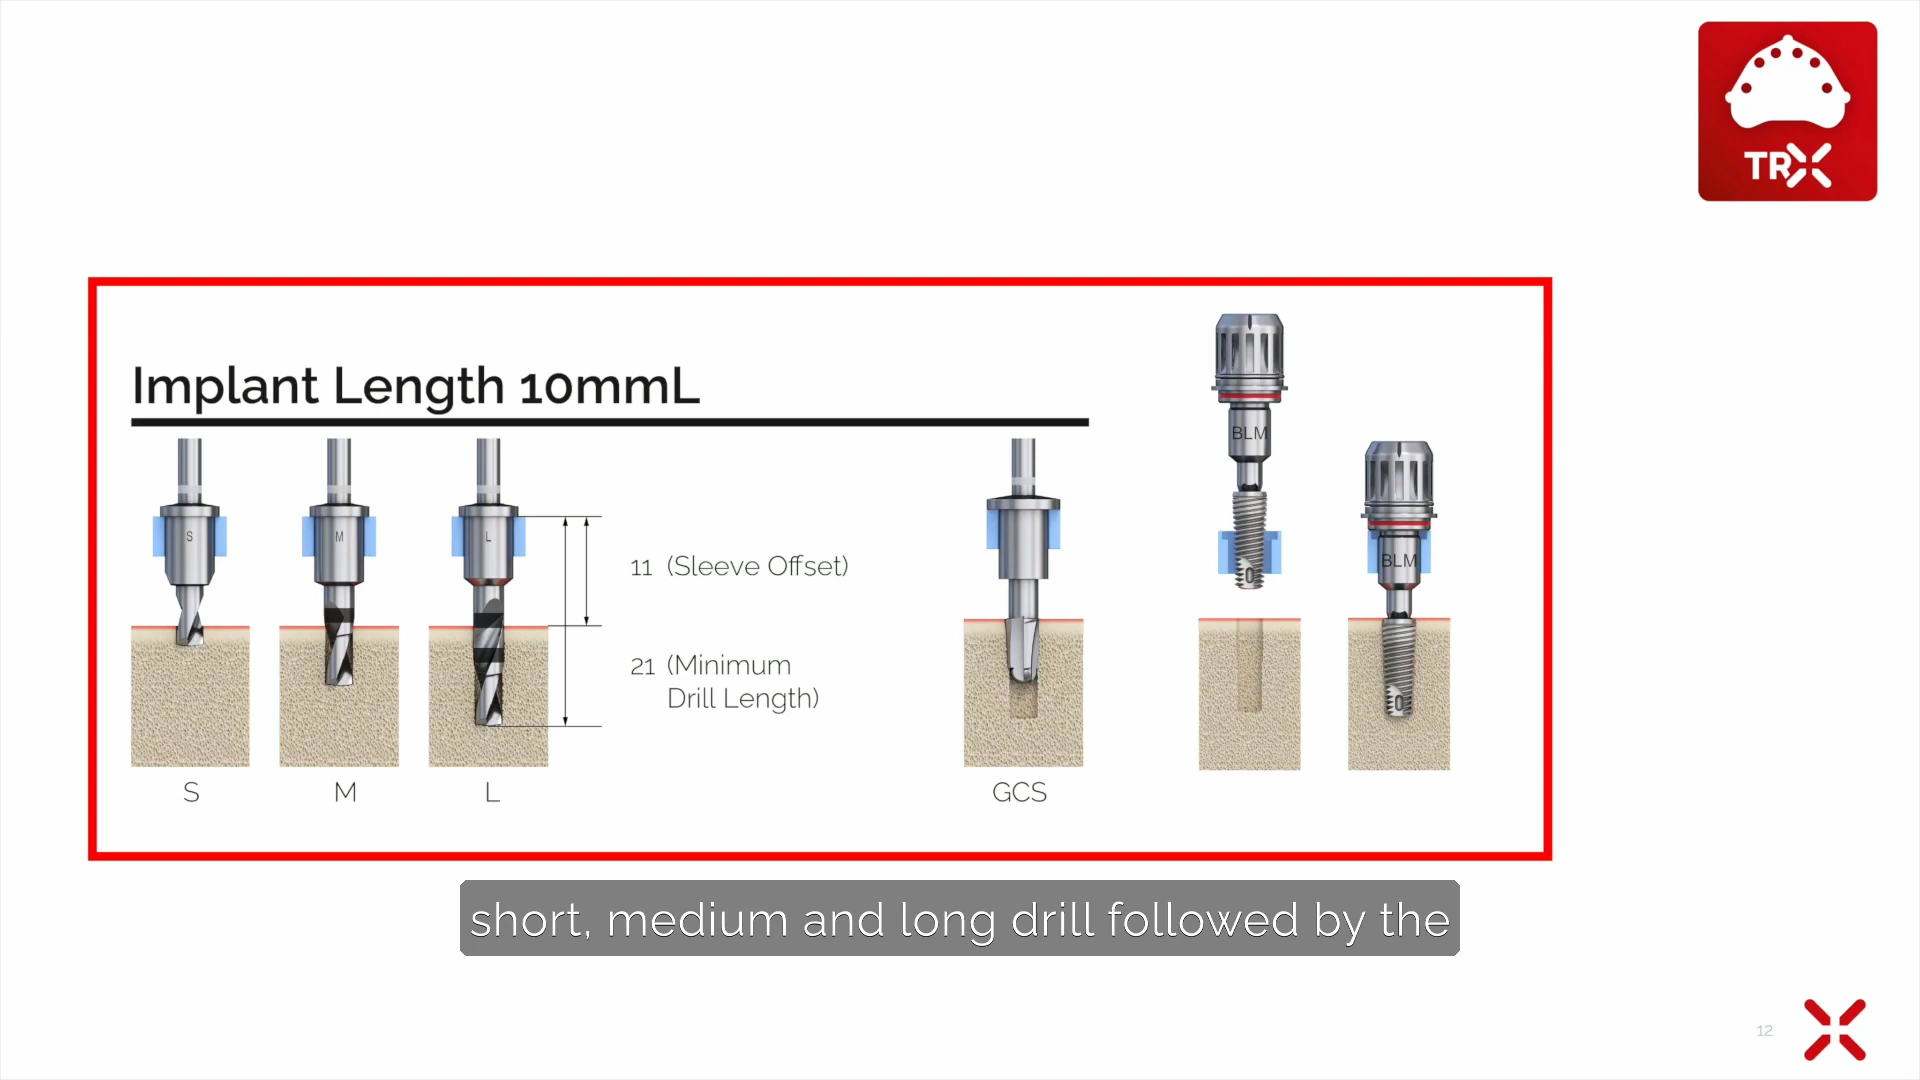 TRX
Implant Length 10mmL
S
M
L
11 (Sleeve Offset)
21 (Minimum
Drill Length)
BLM
0
BLM
0
S
M
L
GCS
short, medium and long drill followed by the
12